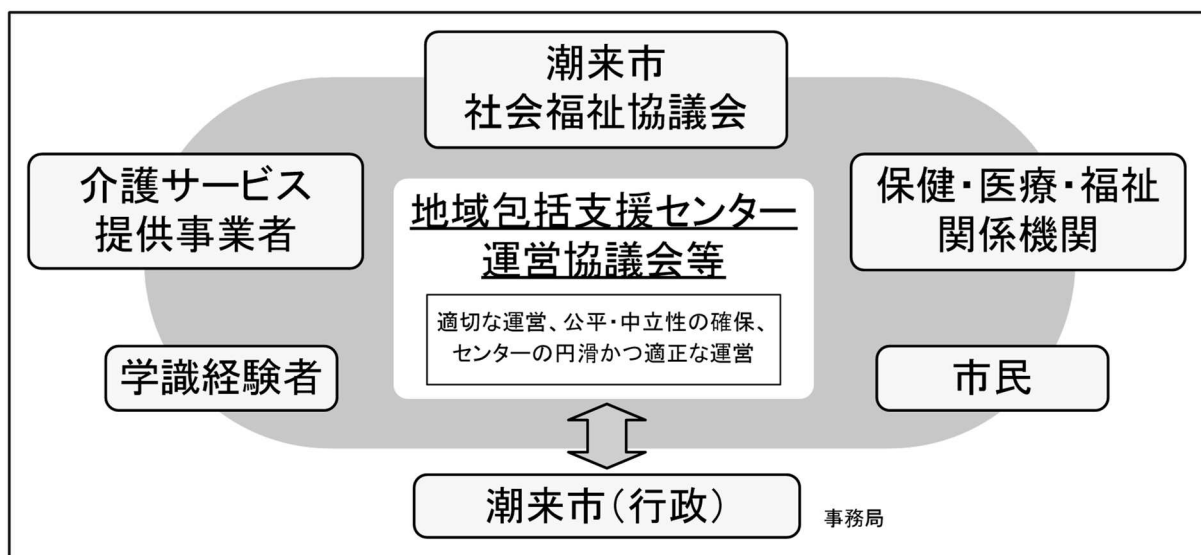 潮来市
社会福祉協議会
介護サービス
提供事業者
保健・医療・福祉
関係機関
地域包括支援センター
運営協議会等
適切な運営、公平・中立性の確保、
センターの円滑かつ適正な運営
学識経験者
市民
潮来市（行政）
事務局